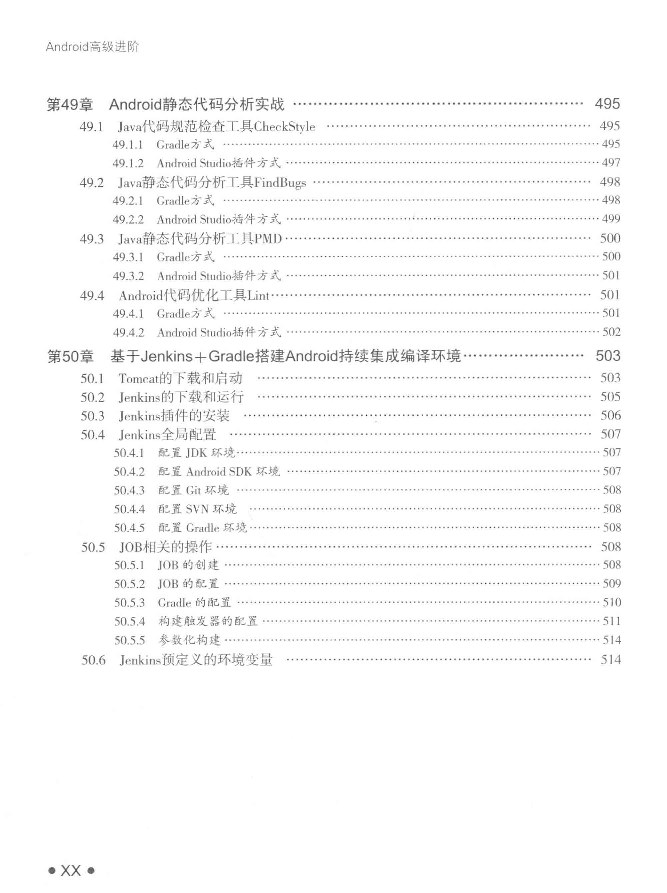 Android高级进阶
第49章 Android静态代码分析实战 …… 495
49.1 Java代码规范检查工具CheckStyle …… 495
49.1.1 Gradle方式 …… 495
49.1.2 Android Studio插件方式 …… 497
49.2 Java静态代码分析工具FindBugs …… 498
49.2.1 Gradle方式 …… 498
49.2.2 Android Studio插件方式 …… 499
49.3 Java静态代码分析工具PMD …… 500
49.3.1 Gradle方式 …… 500
49.3.2 Android Studio插件方式 …… 501
49.4 Android代码优化工具Lint …… 501
49.4.1 Gradle方式 …… 501
49.4.2 Android Studio插件方式 …… 502
第50章 基于Jenkins+Gradle搭建Android持续集成编译环境 …… 503
50.1 Tomcat的下载和启动 …… 503
50.2 Jenkins的下载和运行 …… 505
50.3 Jenkins插件的安装 …… 506
50.4 Jenkins全局配置 …… 507
50.4.1 配置 JDK 环境 …… 507
50.4.2 配置 Android SDK 环境 …… 507
50.4.3 配置 Git 环境 …… 508
50.4.4 配置 SVN 环境 …… 508
50.4.5 配置 Gradle 环境 …… 508
50.5 JOB相关的操作 …… 508
50.5.1 JOB 的创建 …… 508
50.5.2 JOB 的配置 …… 509
50.5.3 Gradle 的配置 …… 510
50.5.4 构建触发器的配置 …… 511
50.5.5 参数化构建 …… 514
50.6 Jenkins预定义的环境变量 …… 514
● XX ●